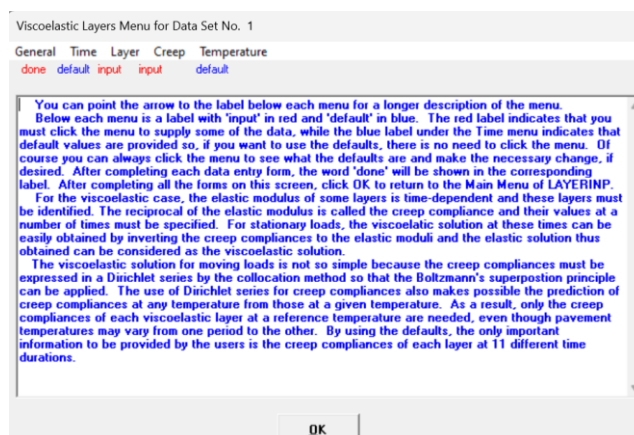 Viscoelastic Layers Menu for Data Set No. 1
General Time Layer Creep Temperature
done default input input default
You can point the arrow to the label below each menu for a longer description of the menu.
Below each menu is a label with 'input' in red and 'default' in blue. The red label indicates that you
must click the menu to supply some of the data, while the blue label under the Time menu indicates that
default values are provided so, if you want to use the defaults, there is no need to click the menu. Of
course you can always click the menu to see what the defaults are and make the necessary change, if
desired. After completing each data entry form, the word 'done' will be shown in the corresponding
label. After completing all the forms on this screen, click OK to return to the Main Menu of LAYERINP.
For the viscoelastic case, the elastic modulus of some layers is time-dependent and these layers must
be identified. The reciprocal of the elastic modulus is called the creep compliance and their values at a
number of times must be specified. For stationary loads, the viscoelatic solution at these times can be
easily obtained by inverting the creep compliances to the elastic moduli and the elastic solution thus
obtained can be considered as the viscoelastic solution.
The viscoelastic solution for moving loads is not so simple because the creep compliances must be
expressed in a Dirichlet series by the collocation method so that the Boltzmann's superpostion principle
can be applied. The use of Dirichlet series for creep compliances also makes possible the prediction of
creep compliances at any temperature from those at a given temperature. As a result, only the creep
compliances of each viscoelastic layer at a reference temperature are needed, even though pavement
temperatures may vary from one period to the other. By using the defaults, the only important
information to be provided by the users is the creep compliances of each layer at 11 different time
durations.
OK